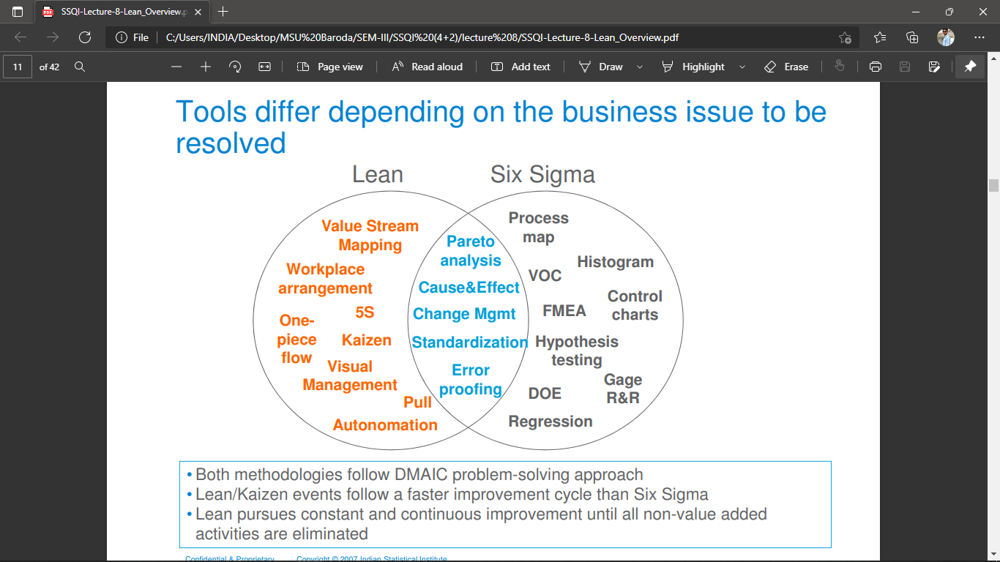 SSQI-Lecture-8-Lean_Overview.p
File
C:/Users/INDIA/Desktop/MSU%20Baroda/SEM-III/SSQI%20(4+2)/lecture%208/SSQI-Lecture-8-Lean_Overview.pdf
11 of 42
Page view
Read aloud
Add text
Draw
Highlight
Erase
Tools differ depending on the business issue to be
resolved
Lean
Six Sigma
Value Stream
Mapping
Workplace
arrangement
5S
One-
piece
flow
Kaizen
Visual
Management
Pull
Autonomation
Pareto
analysis
Cause&Effect
Change Mgmt
Standardization
Error
proofing
Process
map
Histogram
VOC
Control
charts
FMEA
Hypothesis
testing
Gage
R&R
DOE
Regression
• Both methodologies follow DMAIC problem-solving approach
• Lean/Kaizen events follow a faster improvement cycle than Six Sigma
• Lean pursues constant and continuous improvement until all non-value added
activities are eliminated
Confidential & Proprietary Copyright © 2007 Indian Statistical Institute